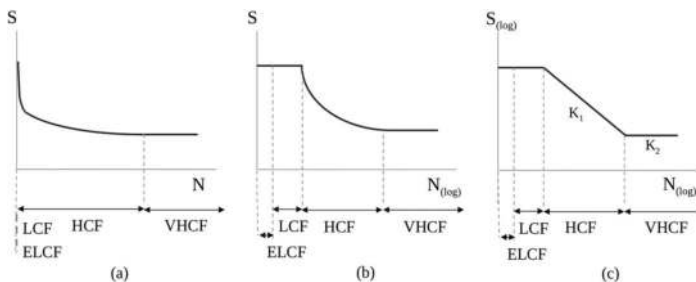 S
N
LCF
HCF
VHCF
ELCF
(a)
S
N(log)
LCF
HCF
VHCF
ELCF
(b)
S(log)
K1
K2
N(log)
LCF
HCF
VHCF
ELCF
(c)